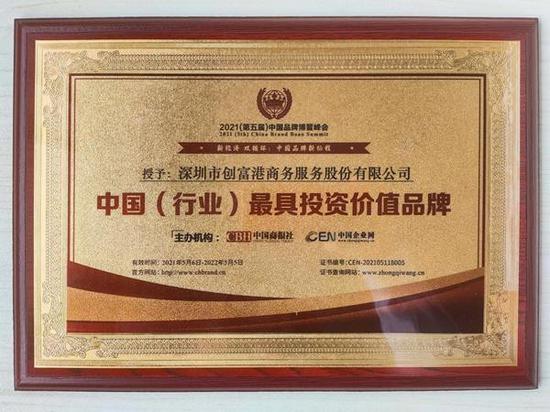 2021(第五届)中国品牌博鳌峰会
2021 (5th) China Brand Boao Summit
新经济 双循环: 中国品牌新征程
授予: 深圳市创富港商务服务股份有限公司
中国（行业）最具投资价值品牌
「主办机构: CBH 中国商报社 CEN 中国企业网
有效时间: 2021年5月6日-2022年5月5日 证书编号:CEN-202105118005
官方网站: http://www.chbrand.cn 证书查询网站: www.zhongqiwang.cn